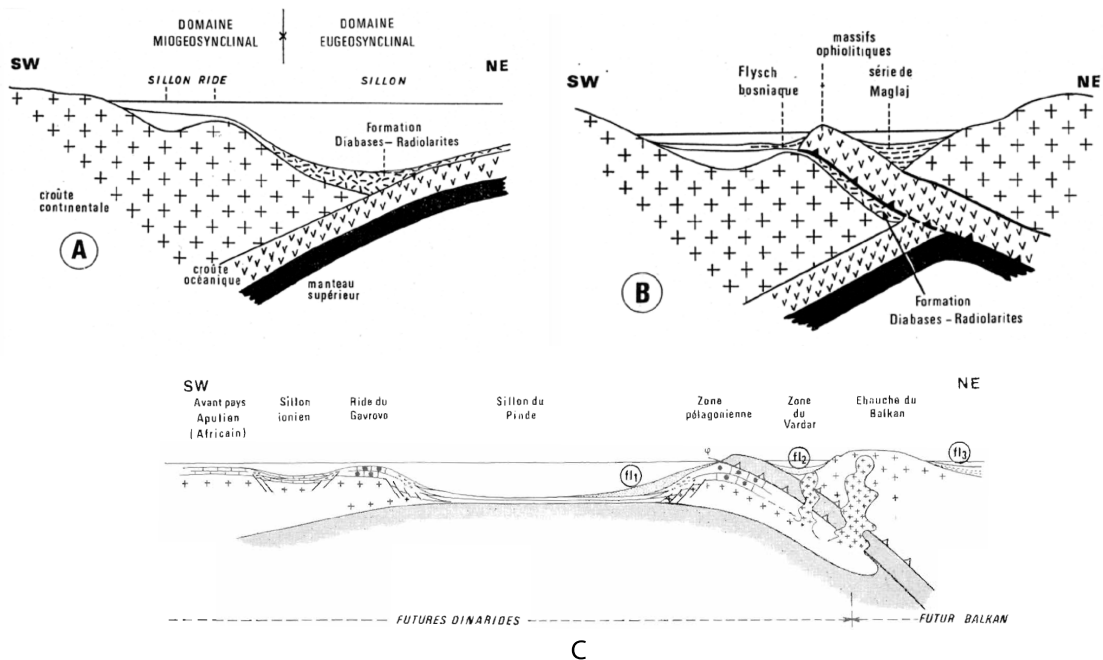 DOMAINE
MIOGEOSYNCLINAL
DOMAINE
EUGEOSYNCLINAL
SW
NE
SILLON RIDE
SILLON
Formation
Diabases – Radiolarites
croûte
continentale
A
croûte
océanique
manteau
supérieur
massifs
ophiolitiques
SW
Flysch
bosniaque
série de
Maglaj
NE
B
Formation
Diabases – Radiolarites
SW
NE
Avant pays
Apulien
(Africain)
Sillon
ionien
Ride du
Gavrovo
Sillon du
Pinde
Zone
pélagonienne
Zone
du
Vardar
Ebauche du
Balkan
fl1
φ
fl2
fl3
FUTURES DINARIDES
FUTUR BALKAN
C